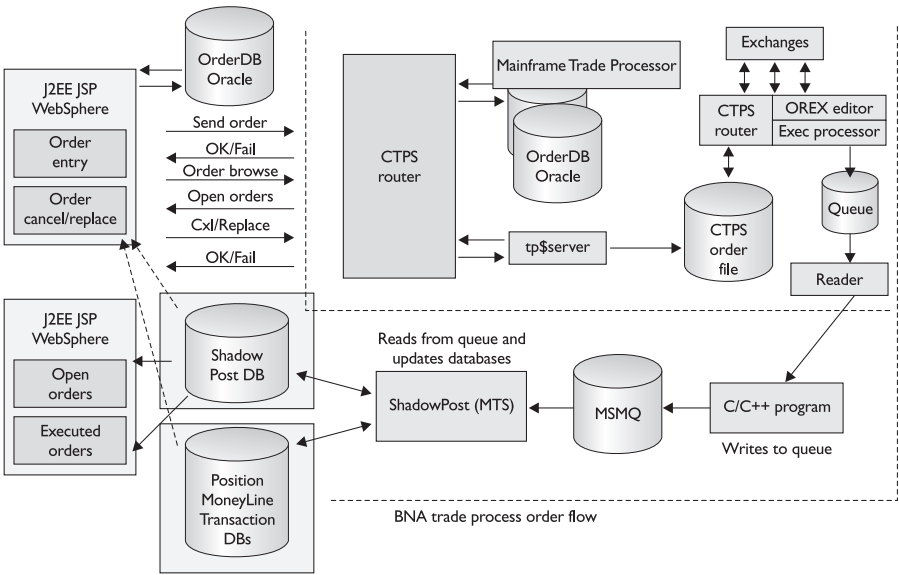 OrderDB
Oracle
J2EE JSP
WebSphere
Order
entry
Order
cancel/replace
Send order
OK/Fail
Order browse
Open orders
Cxl/Replace
OK/Fail
CTPS
router
Mainframe Trade Processor
OrderDB
Oracle
tp$server
Exchanges
CTPS
router
OREX editor
Exec processor
CTPS
order
file
Queue
Reader
J2EE JSP
WebSphere
Open
orders
Executed
orders
Shadow
Post DB
Position
MoneyLine
Transaction
DBs
Reads from queue and
updates databases
ShadowPost (MTS)
MSMQ
C/C++ program
Writes to queue
BNA trade process order flow